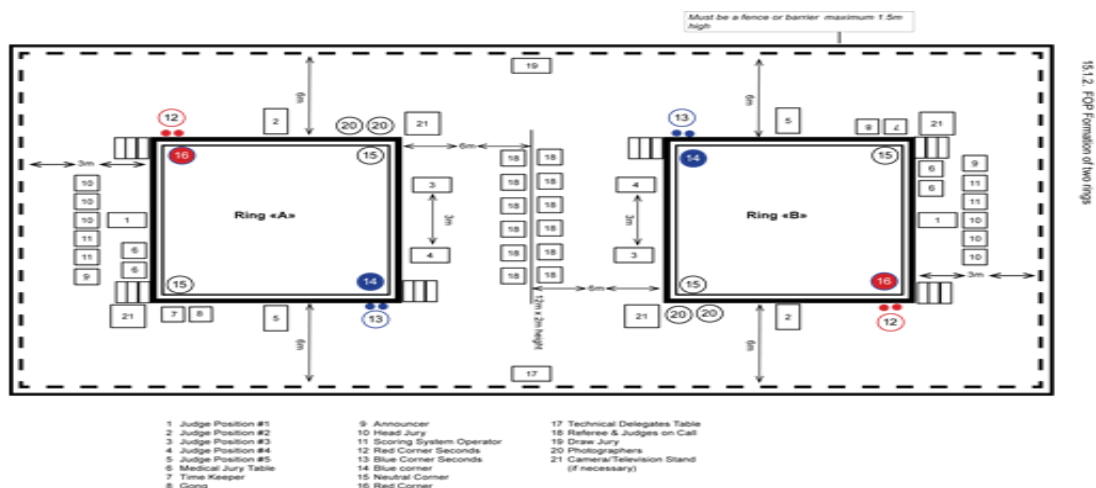 Must be a fence or barrier maximum 1.5m
high
15.1.2. FOP Formation of two rings
19
12
2
6m
20 20
21
13
5
6m
8 7
21
16
15
14
15
3m
6m
10
10
10
11
11
9
1
6
6
Ring «A»
3
3m
4
18 18
18 18
18 18
18 18
18 18
18 18
4
3m
3
Ring «B»
6
6
1
9
11
11
10
10
10
15
14
6m
15
16
3m
21
7 8
5
13
6m
12m x 2m height
21
20 20
2
12
6m
17
1 Judge Position #1
2 Judge Position #2
3 Judge Position #3
4 Judge Position #4
5 Judge Position #5
6 Medical Jury Table
7 Time Keeper
8 Gong
9 Announcer
10 Head Jury
11 Scoring System Operator
12 Red Corner Seconds
13 Blue Corner Seconds
14 Blue corner
15 Neutral Corner
16 Red Corner
17 Technical Delegates Table
18 Referee & Judges on Call
19 Draw Jury
20 Photographers
21 Camera/Television Stand
(if necessary)